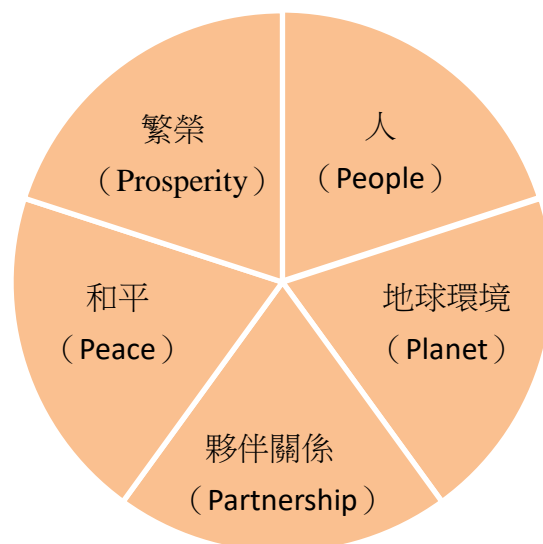 繁榮
（Prosperity）
人
（People）
和平
（Peace）
地球環境
（Planet）
夥伴關係
（Partnership）